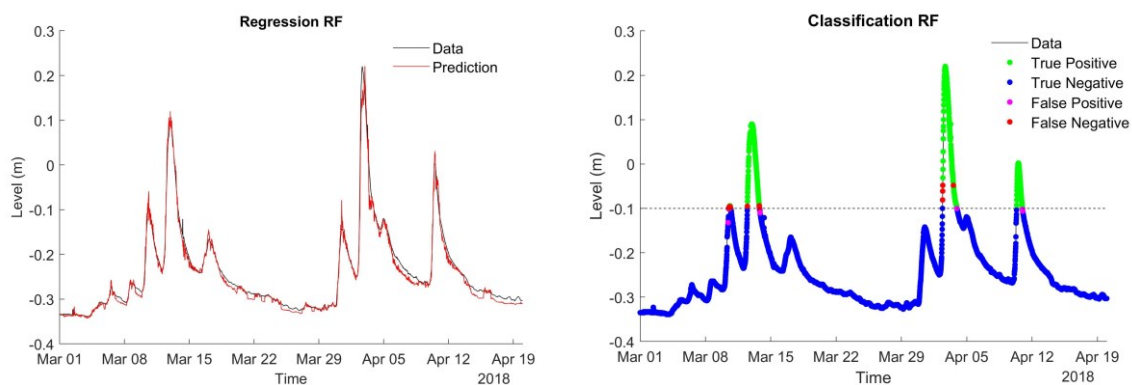 Regression RF
Data
Prediction
Level (m)
0.3
0.2
0.1
0
-0.1
-0.2
-0.3
-0.4
Mar 01 Mar 08 Mar 15 Mar 22 Mar 29 Apr 05 Apr 12 Apr 19
Time 2018
Classification RF
Data
True Positive
True Negative
False Positive
False Negative
Level (m)
0.3
0.2
0.1
0
-0.1
-0.2
-0.3
-0.4
Mar 01 Mar 08 Mar 15 Mar 22 Mar 29 Apr 05 Apr 12 Apr 19
Time 2018